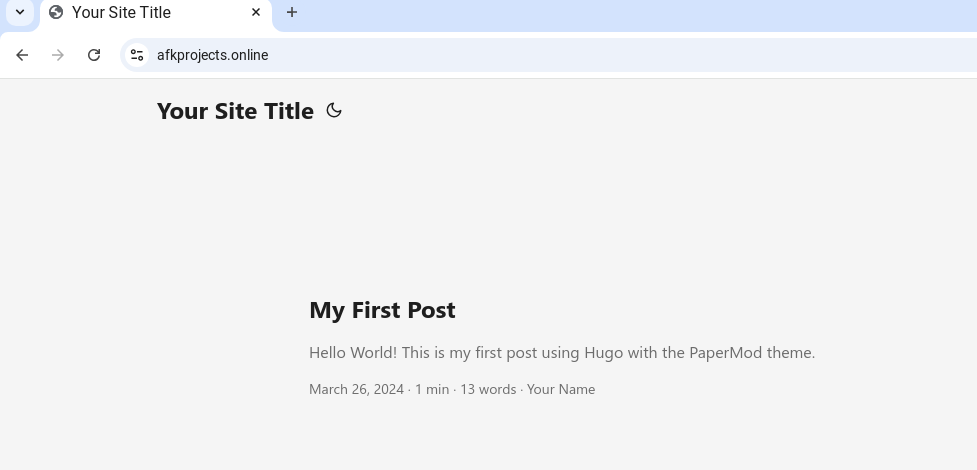 Your Site Title
afkprojects.online
Your Site Title
My First Post
Hello World! This is my first post using Hugo with the PaperMod theme.
March 26, 2024 · 1 min · 13 words · Your Name